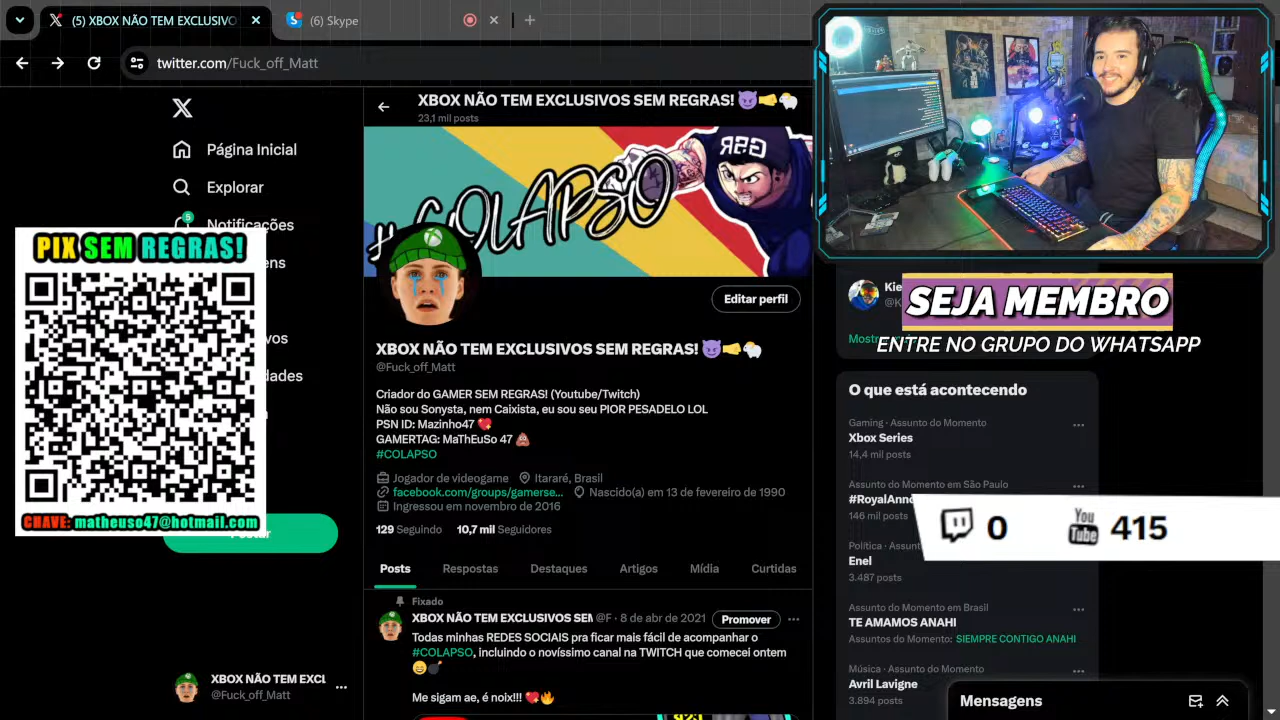 (5) XBOX NÃO TEM EXCLUSIVO
(6) Skype
twitter.com/Fuck_off_Matt
XBOX NÃO TEM EXCLUSIVOS SEM REGRAS! 😈🤜🐑
23,1 mil posts
Página Inicial
Explorar
5
Notificações
PIX SEM REGRAS!
CHAVE: matheuso47@hotmail.com
#COLAPSO
GSR
Editar perfil
XBOX NÃO TEM EXCLUSIVOS SEM REGRAS! 😈🤜🐑
@Fuck_off_Matt
Criador do GAMER SEM REGRAS! (Youtube/Twitch)
Não sou Sonysta, nem Caixista, eu sou seu PIOR PESADELO LOL
PSN ID: Mazinho47 💖
GAMERTAG: MaThEuSo 47 💩
#COLAPSO
Jogador de videogame
Itararé, Brasil
facebook.com/groups/gamerse...
Nascido(a) em 13 de fevereiro de 1990
Ingressou em novembro de 2016
129 Seguindo
10,7 mil Seguidores
Posts
Respostas
Destaques
Artigos
Mídia
Curtidas
Fixado
XBOX NÃO TEM EXCLUSIVOS SEM @F · 8 de abr de 2021
Promover
Todas minhas REDES SOCIAIS pra ficar mais fácil de acompanhar o
#COLAPSO, incluindo o novíssimo canal na TWITCH que comecei ontem
😄💣
Me sigam ae, é noix!!! 💖🔥
XBOX NÃO TEM EXCL
@Fuck_off_Matt
SEJA MEMBRO
ENTRE NO GRUPO DO WHATSAPP
O que está acontecendo
Gaming · Assunto do Momento
Xbox Series
14,4 mil posts
Assunto do Momento em São Paulo
146 mil posts
Enel
3.487 posts
Assunto do Momento em Brasil
TE AMAMOS ANAHI
Assuntos do Momento: SIEMPRE CONTIGO ANAHI
Música · Assunto do Momento
Avril Lavigne
3.894 posts
0
You Tube
415
Mensagens